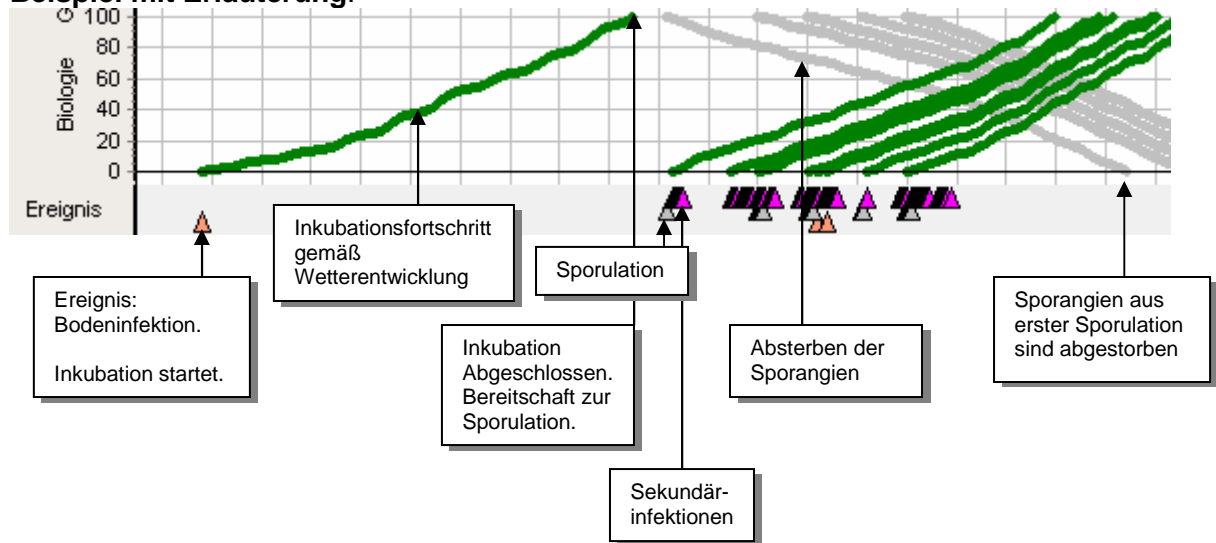 Beispiel mit Erläuterung:
Biologie G
100
80
60
40
20
0
Ereignis
Ereignis:
Bodeninfektion.
Inkubation startet.
Inkubationsfortschritt
gemäß
Wetterentwicklung
Sporulation
Inkubation
Abgeschlossen.
Bereitschaft zur
Sporulation.
Sekundär-
infektionen
Absterben der
Sporangien
Sporangien aus
erster Sporulation
sind abgestorben